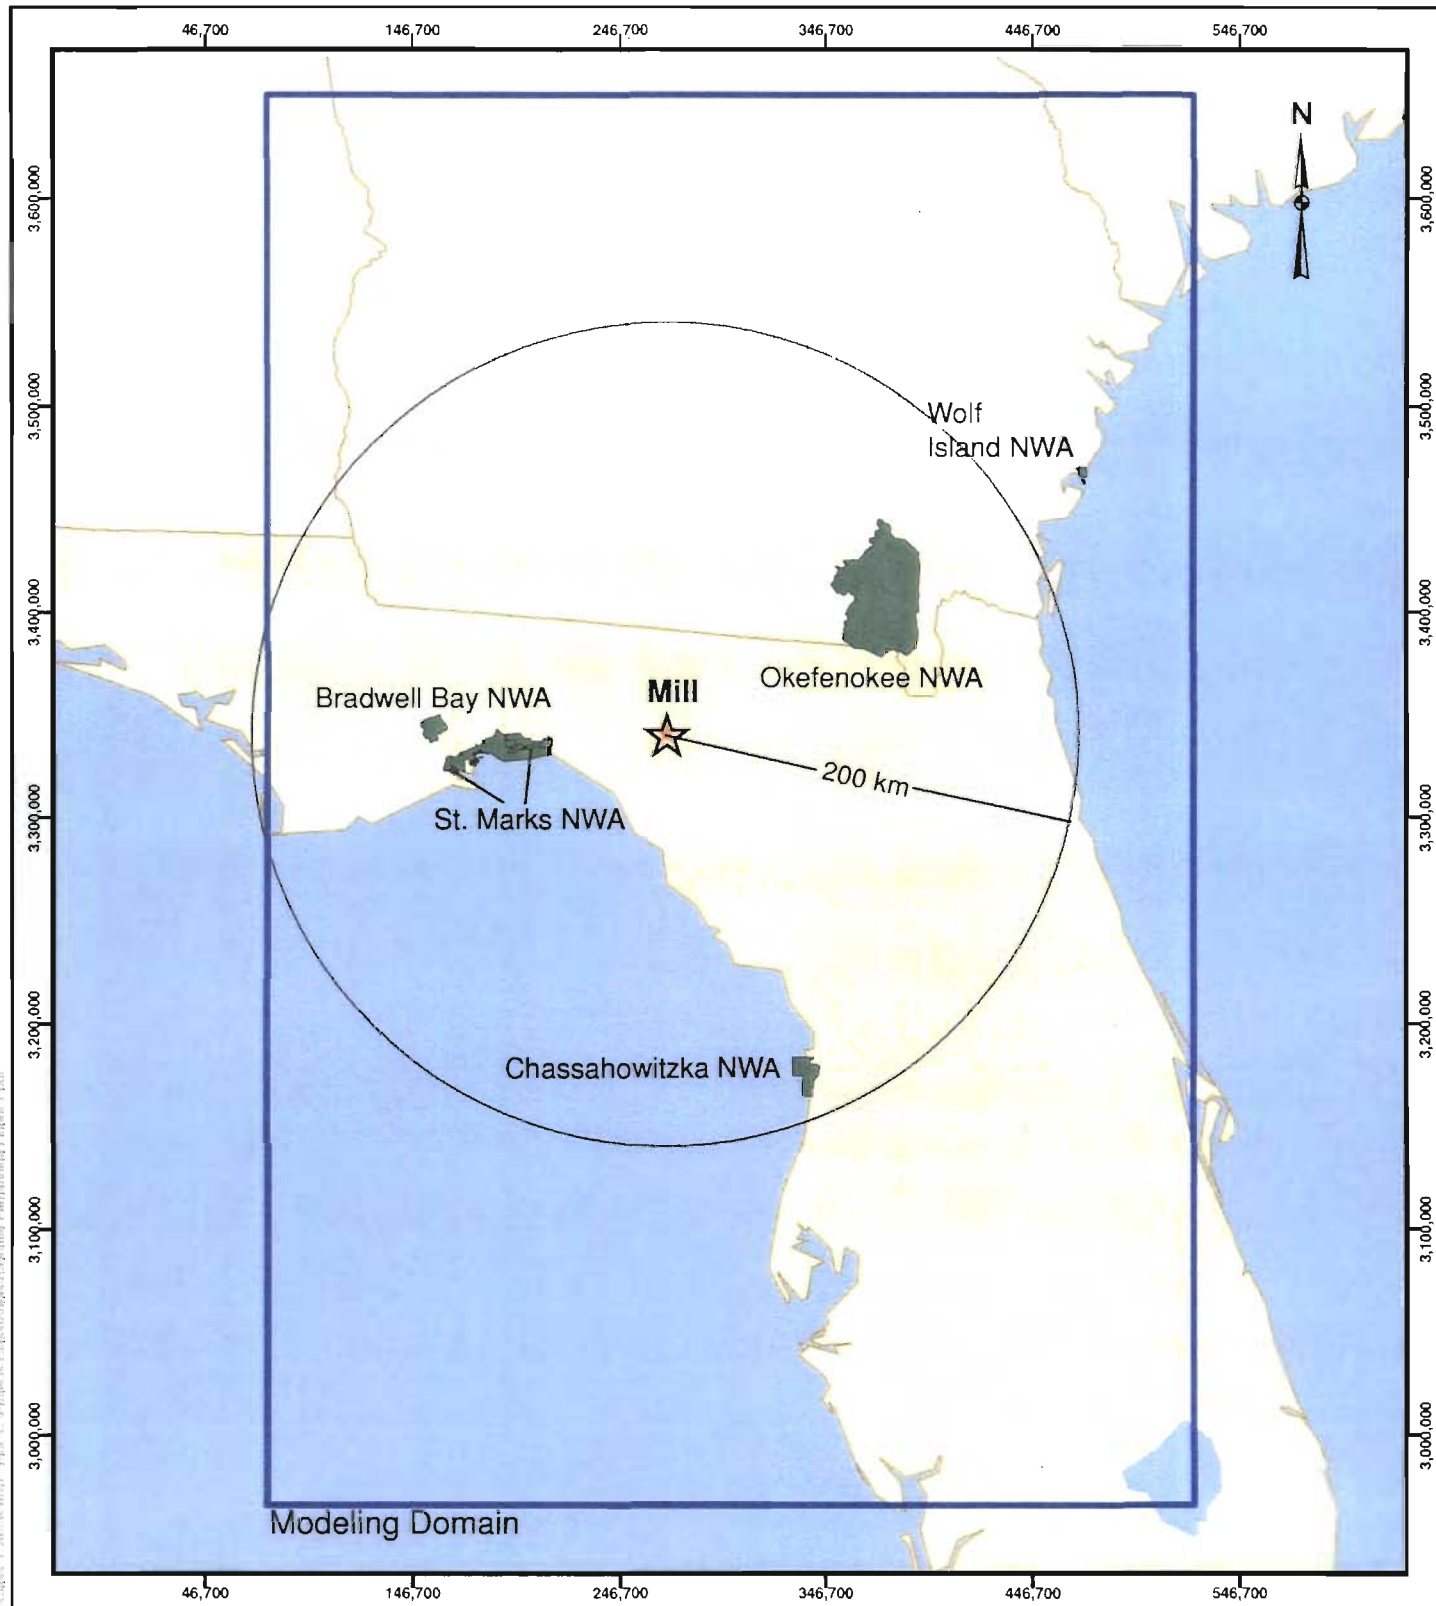 46,700 146,700 246,700 346,700 446,700 546,700
N
3,600,000 3,600,000
3,500,000 3,500,000
Wolf
Island NWA
3,400,000 3,400,000
Okefenokee NWA
Bradwell Bay NWA
Mill
200 km
St. Marks NWA
3,300,000 3,300,000
3,200,000 3,200,000
Chassahowitzka NWA
3,100,000 3,100,000
3,000,000 3,000,000
Modeling Domain
46,700 146,700 246,700 346,700 446,700 546,700